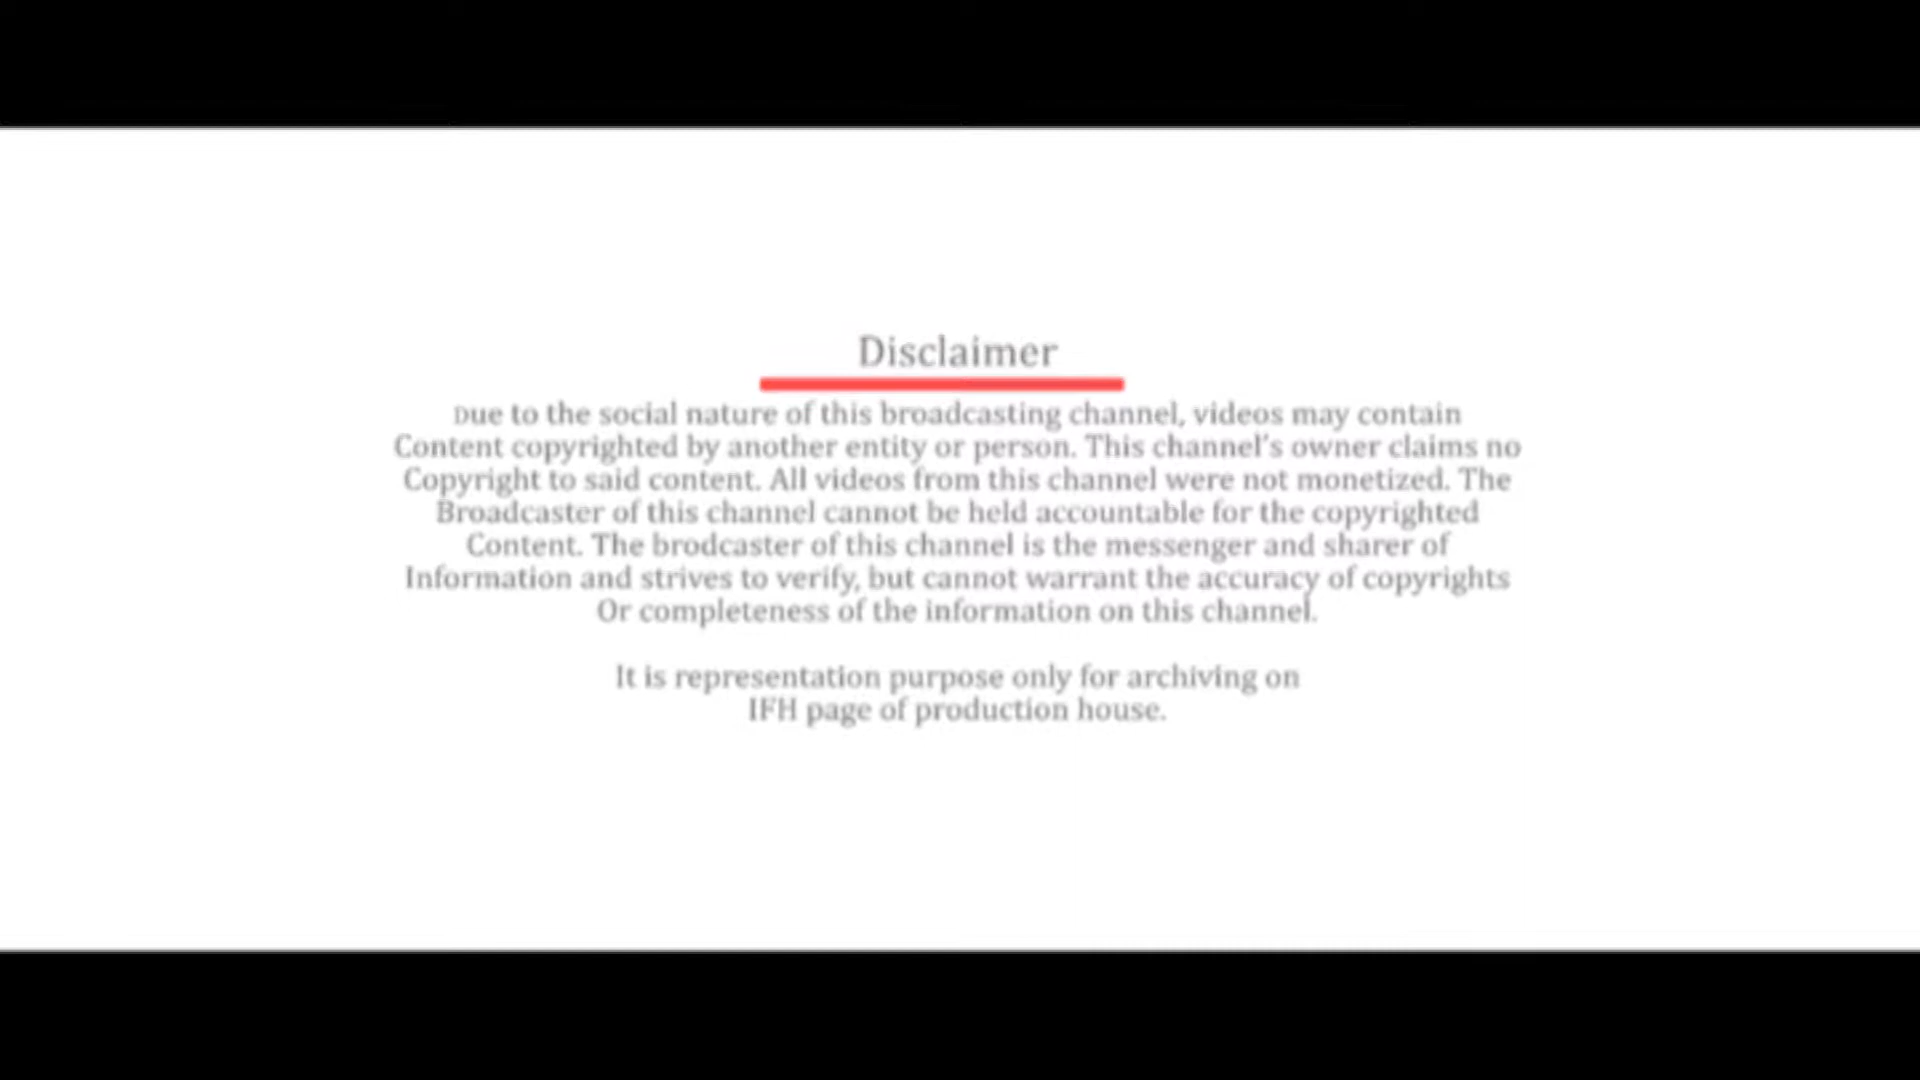 Disclaimer
Due to the social nature of this broadcasting channel, videos may contain
Content copyrighted by another entity or person. This channel's owner claims no
Copyright to said content. All videos from this channel were not monetized. The
Broadcaster of this channel cannot be held accountable for the copyrighted
Content. The brodcaster of this channel is the messenger and sharer of
Information and strives to verify, but cannot warrant the accuracy of copyrights
Or completeness of the information on this channel.
It is representation purpose only for archiving on
IFH page of production house.